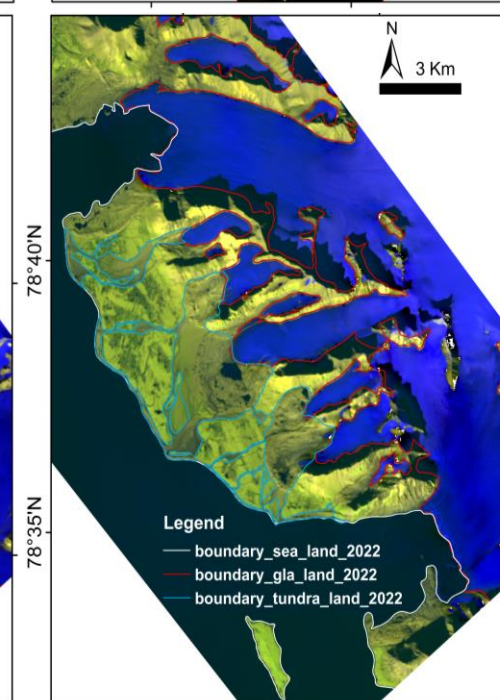 N
3 Km
78°40'N
78°35'N
Legend
boundary_sea_land_2022
boundary_gla_land_2022
boundary_tundra_land_2022